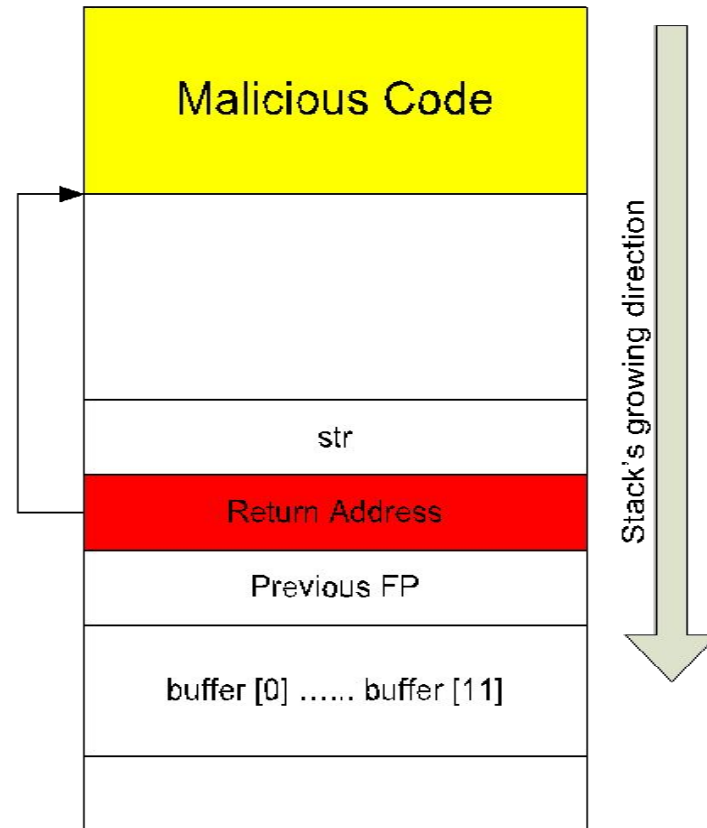 Malicious Code
str
Return Address
Previous FP
buffer [0] …... buffer [11]
Stack's growing direction